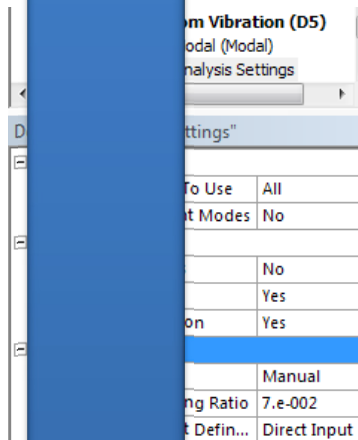 om Vibration (D5)
odal (Modal)
nalysis Settings
D ttings"
To Use All
t Modes No
s No
Yes
on Yes
Manual
ng Ratio 7.e-002
t Defin... Direct Input